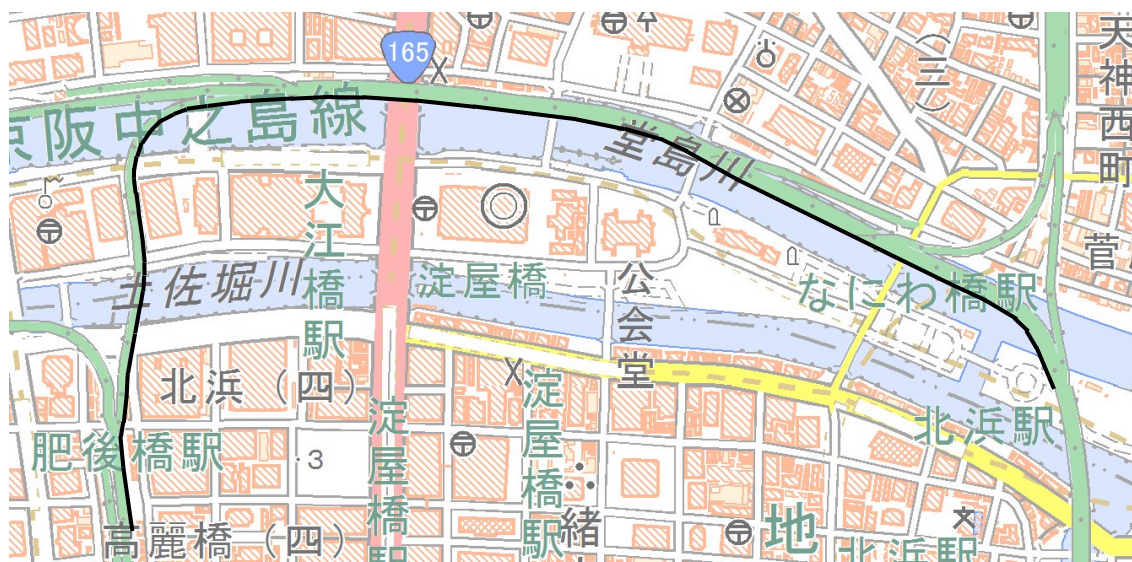 165
京阪中之島線
堂島川
(三)
天神西町
菅
大江橋駅
土佐堀川
淀屋橋
公会堂
なにわ橋駅
北浜(四)
淀屋橋駅
淀屋橋駅
北浜駅
肥後橋駅
3
高麗橋(四)
緒
地
北浜駅